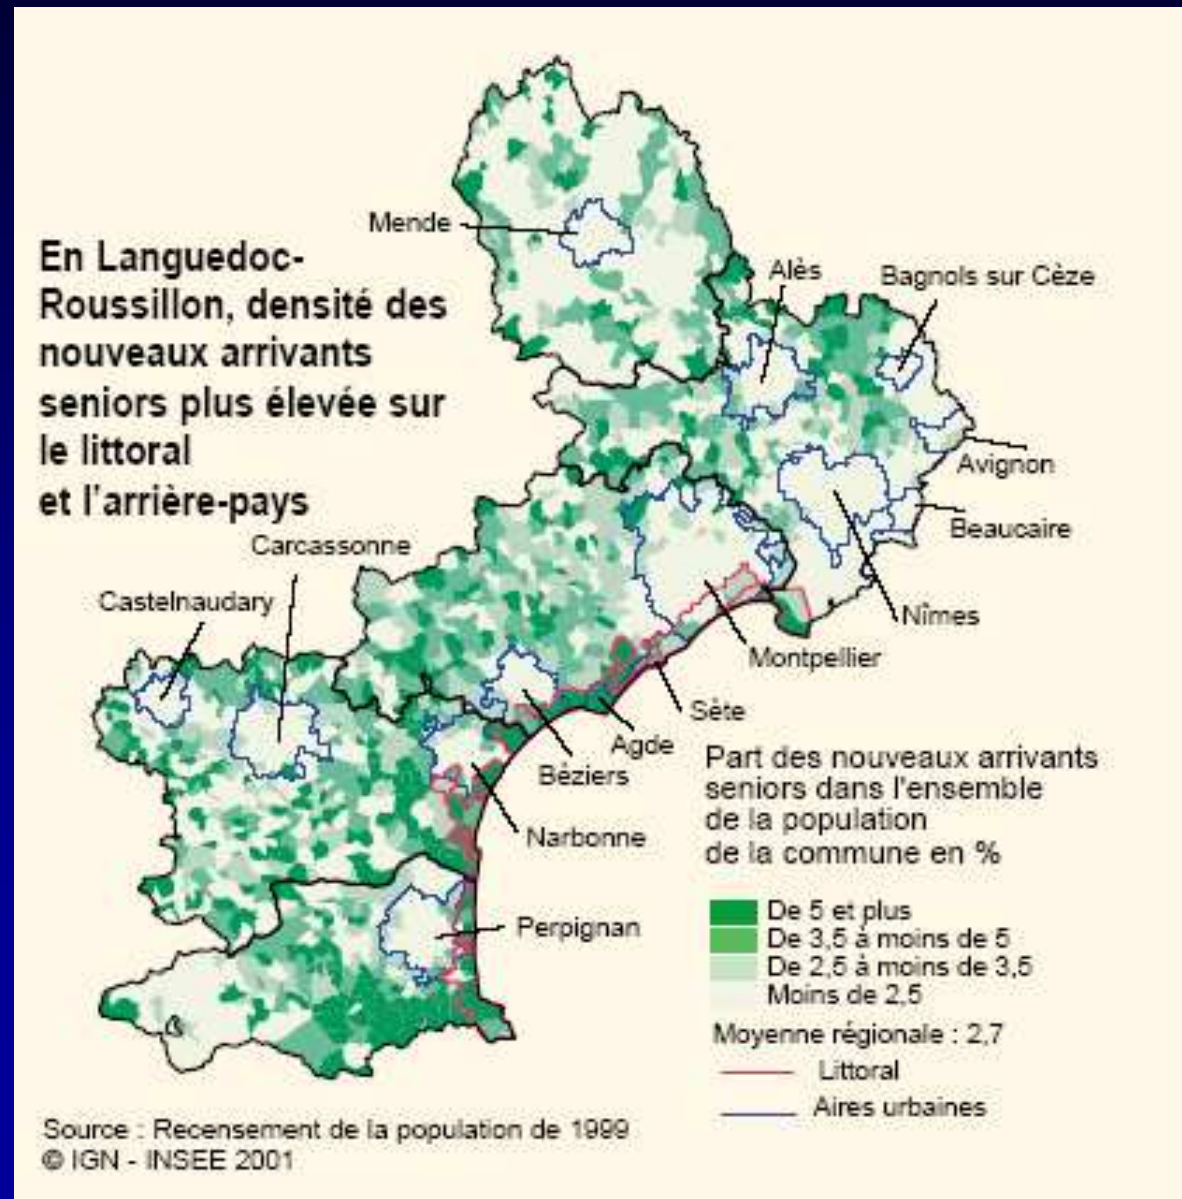 En Languedoc-
Roussillon, densité des
nouveaux arrivants
seniors plus élevée sur
le littoral
et l'arrière-pays
Mende
Alès
Bagnols sur Cèze
Avignon
Beaucaire
Nîmes
Montpellier
Sète
Agde
Béziers
Narbonne
Perpignan
Carcassonne
Castelnaudary
Part des nouveaux arrivants
seniors dans l'ensemble
de la population
de la commune en %
De 5 et plus
De 3,5 à moins de 5
De 2,5 à moins de 3,5
Moins de 2,5
Moyenne régionale : 2,7
Littoral
Aires urbaines
Source : Recensement de la population de 1999
© IGN - INSEE 2001